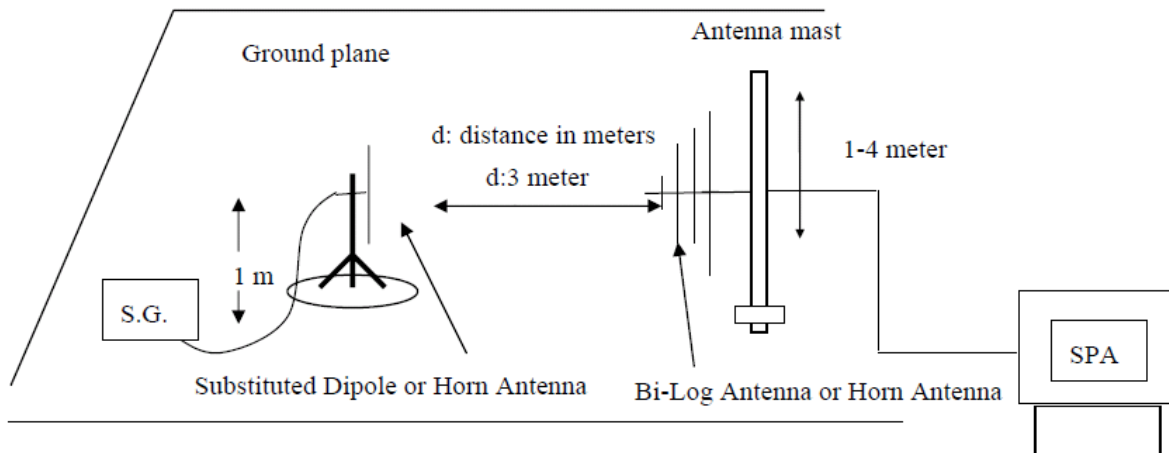 Antenna mast
Ground plane
d: distance in meters
d:3 meter
1-4 meter
1 m
S.G.
SPA
Substituted Dipole or Horn Antenna
Bi-Log Antenna or Horn Antenna